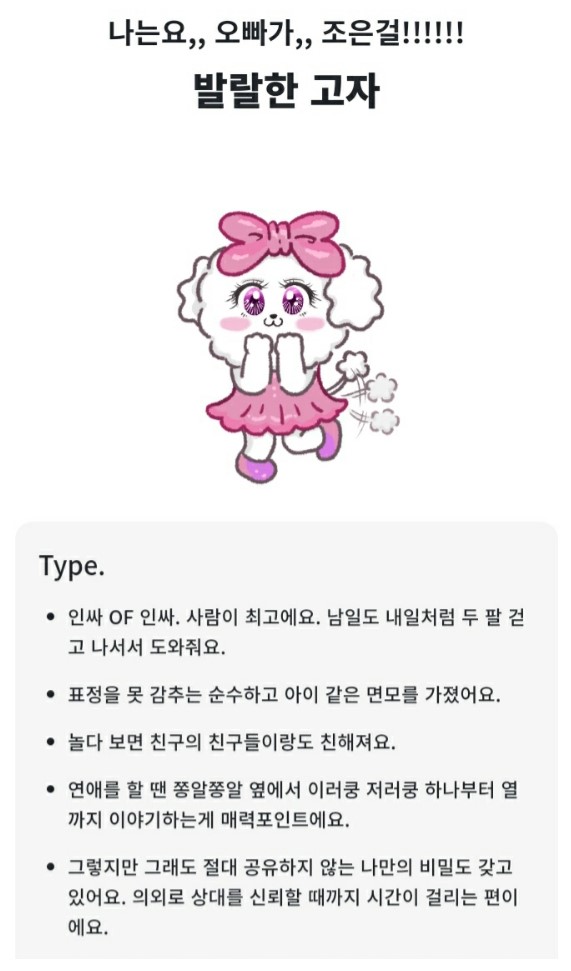 나는요,, 오빠가,, 조은걸!!!!!!
발랄한 고자
Type.
• 인싸 OF 인싸. 사람이 최고에요. 남일도 내일처럼 두 팔 걷
고 나서서 도와줘요.
• 표정을 못 감추는 순수하고 아이 같은 면모를 가졌어요.
• 놀다 보면 친구의 친구들이랑도 친해져요.
• 연애를 할 땐 쫑알쫑알 옆에서 이러쿵 저러쿵 하나부터 열
까지 이야기하는게 매력포인트에요.
• 그렇지만 그래도 절대 공유하지 않는 나만의 비밀도 갖고
있어요. 의외로 상대를 신뢰할 때까지 시간이 걸리는 편이
에요.